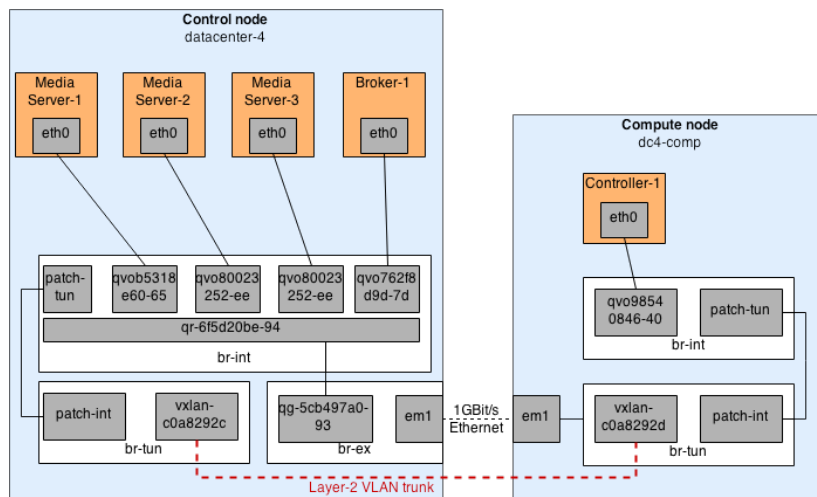 Control node
datacenter-4
Media
Server-1
eth0
Media
Server-2
eth0
Media
Server-3
eth0
Broker-1
eth0
patch-
tun
qvob5318
e60-65
qvo80023
252-ee
qvo80023
252-ee
qvo762f8
d9d-7d
qr-6f5d20be-94
br-int
patch-int
vxlan-
c0a8292c
br-tun
qg-5cb497a0-
93
em1
br-ex
1GBit/s
Ethernet
Layer-2 VLAN trunk
Compute node
dc4-comp
Controller-1
eth0
qvo9854
0846-40
patch-tun
br-int
em1
vxlan-
c0a8292d
patch-int
br-tun